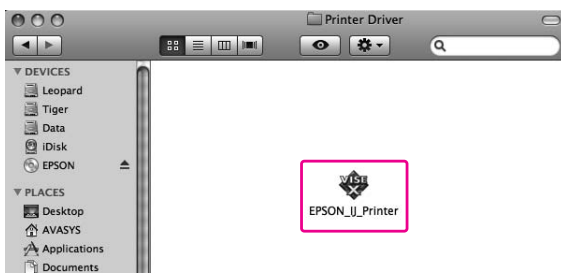 Printer Driver
DEVICES
Leopard
Tiger
Data
iDisk
EPSON
PLACES
Desktop
AVASYS
Applications
Documents
VISE
X
EPSON_IJ_Printer